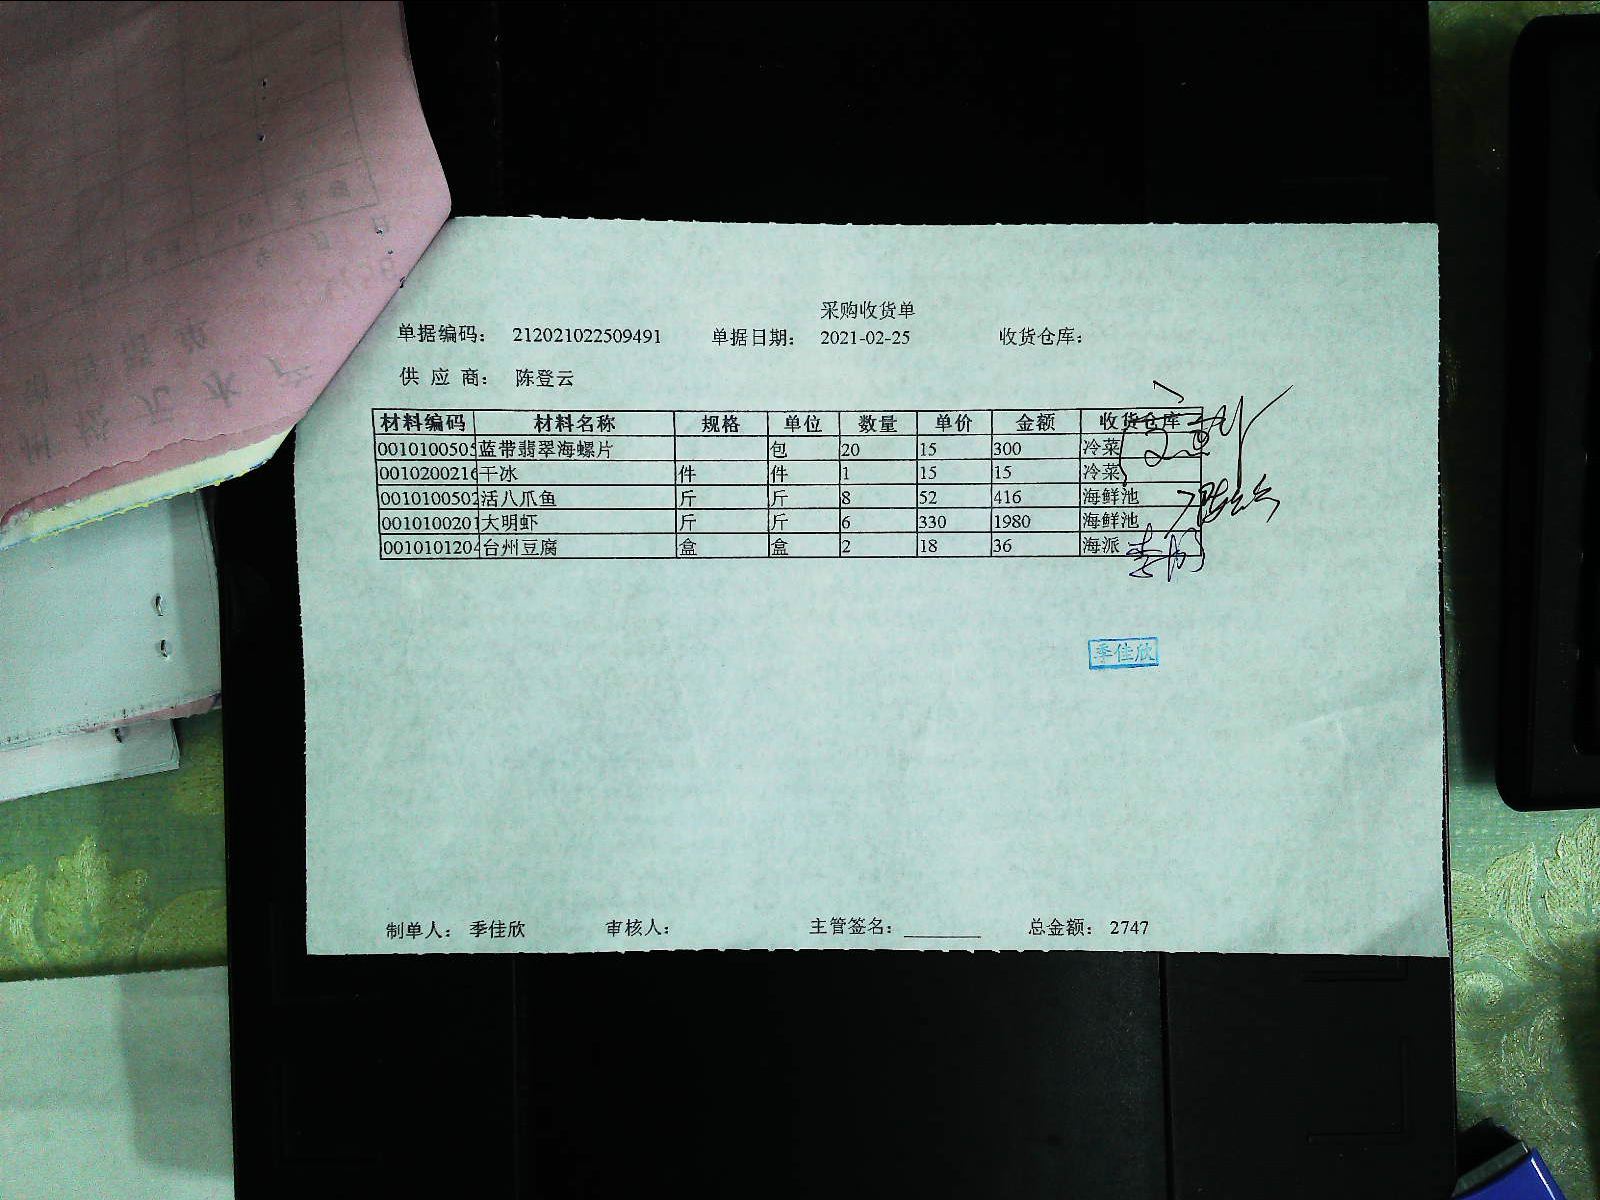 采购收货单
单据编码： 212021022509491 单据日期： 2021-02-25 收货仓库：
供 应 商： 陈登云
材料编码 材料名称 规格 单位 数量 单价 金额 收货仓库
0010100505 蓝带翡翠海螺片 包 20 15 300 冷菜
0010200216 干冰 件 件 1 15 15 冷菜
0010100502 活八爪鱼 斤 斤 8 52 416 海鲜池
0010100201 大明虾 斤 斤 6 330 1980 海鲜池
0010101204 台州豆腐 盒 盒 2 18 36 海派
季佳欣
制单人： 季佳欣 审核人： 主管签名： 总金额： 2747